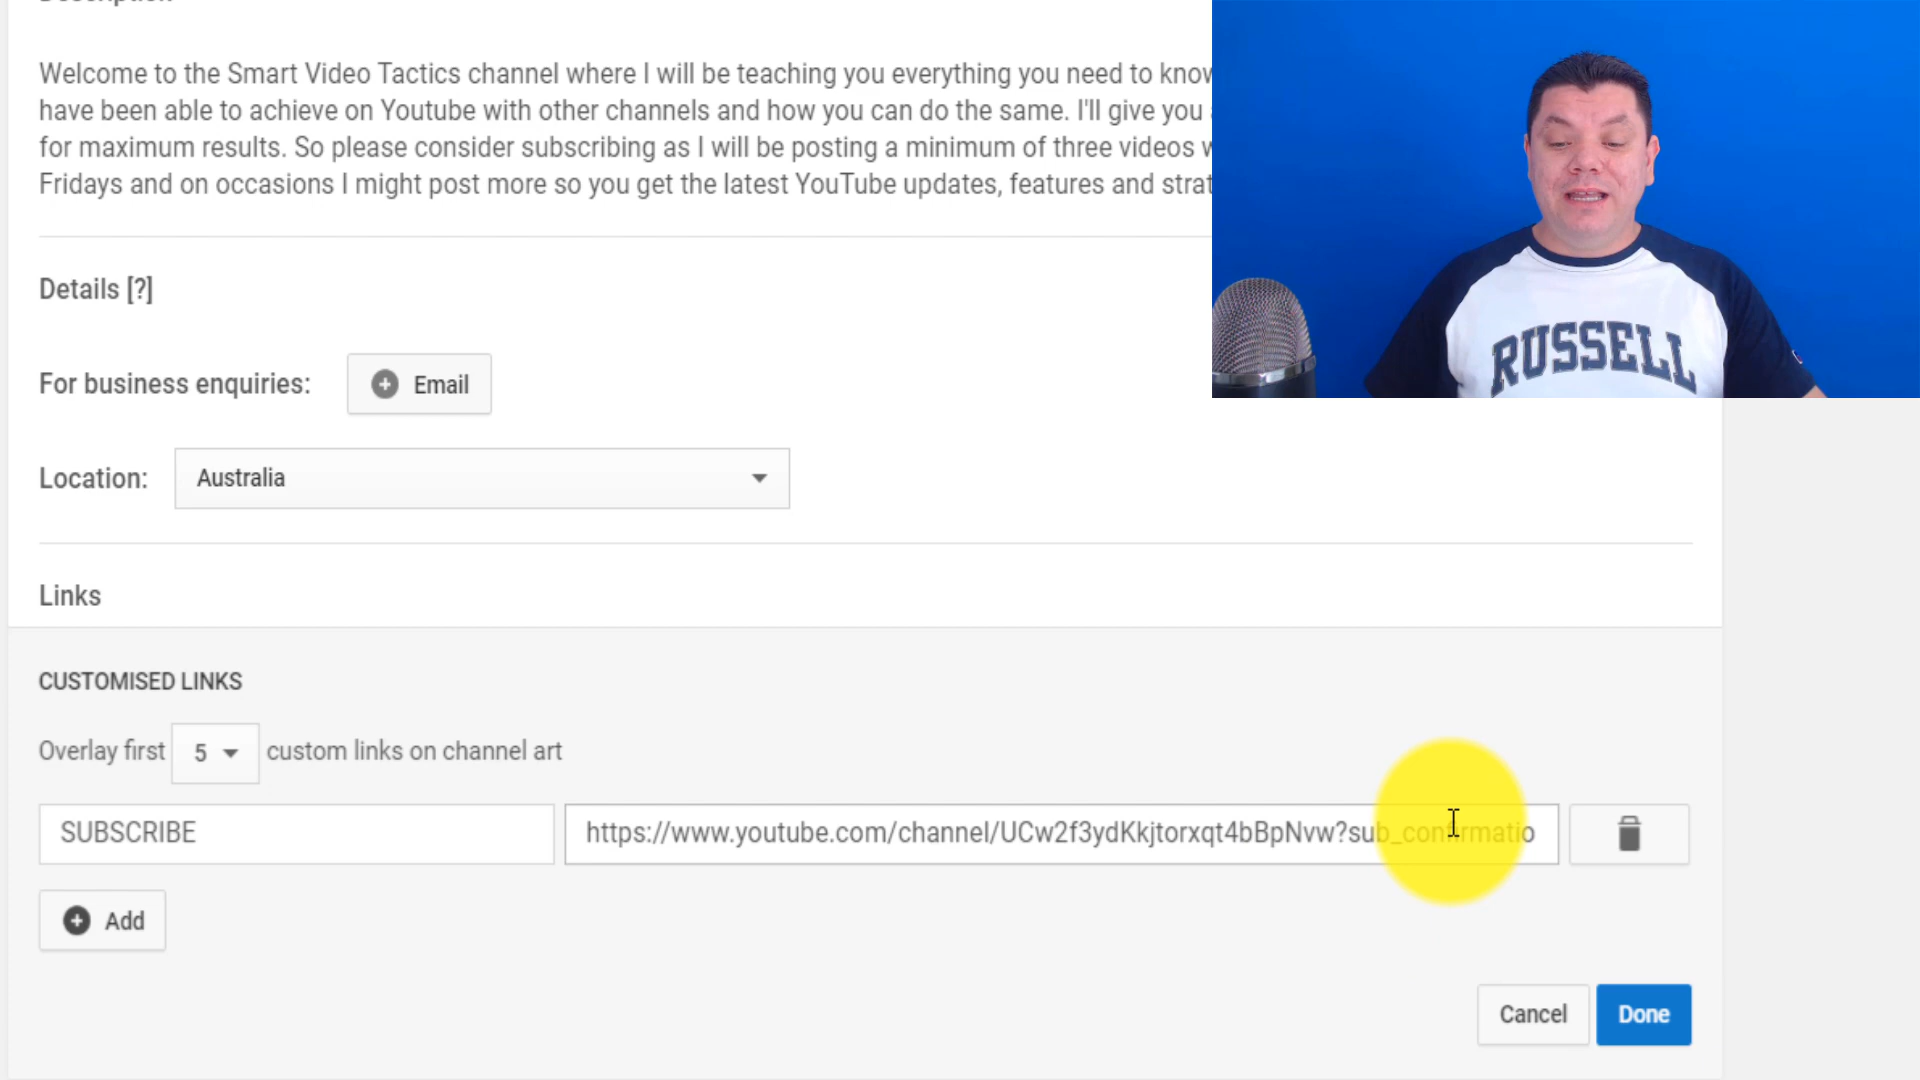 Description
Welcome to the Smart Video Tactics channel where I will be teaching you everything you need to know
have been able to achieve on Youtube with other channels and how you can do the same. I'll give you
for maximum results. So please consider subscribing as I will be posting a minimum of three videos
Fridays and on occasions I might post more so you get the latest YouTube updates, features and strat
RUSSELL
Details [?]
For business enquiries: Email
Location: Australia
Links
CUSTOMISED LINKS
Overlay first 5 custom links on channel art
SUBSCRIBE https://www.youtube.com/channel/UCw2f3ydKkjtorxqt4bBpNvw?sub_confirmatio
Add
Cancel Done